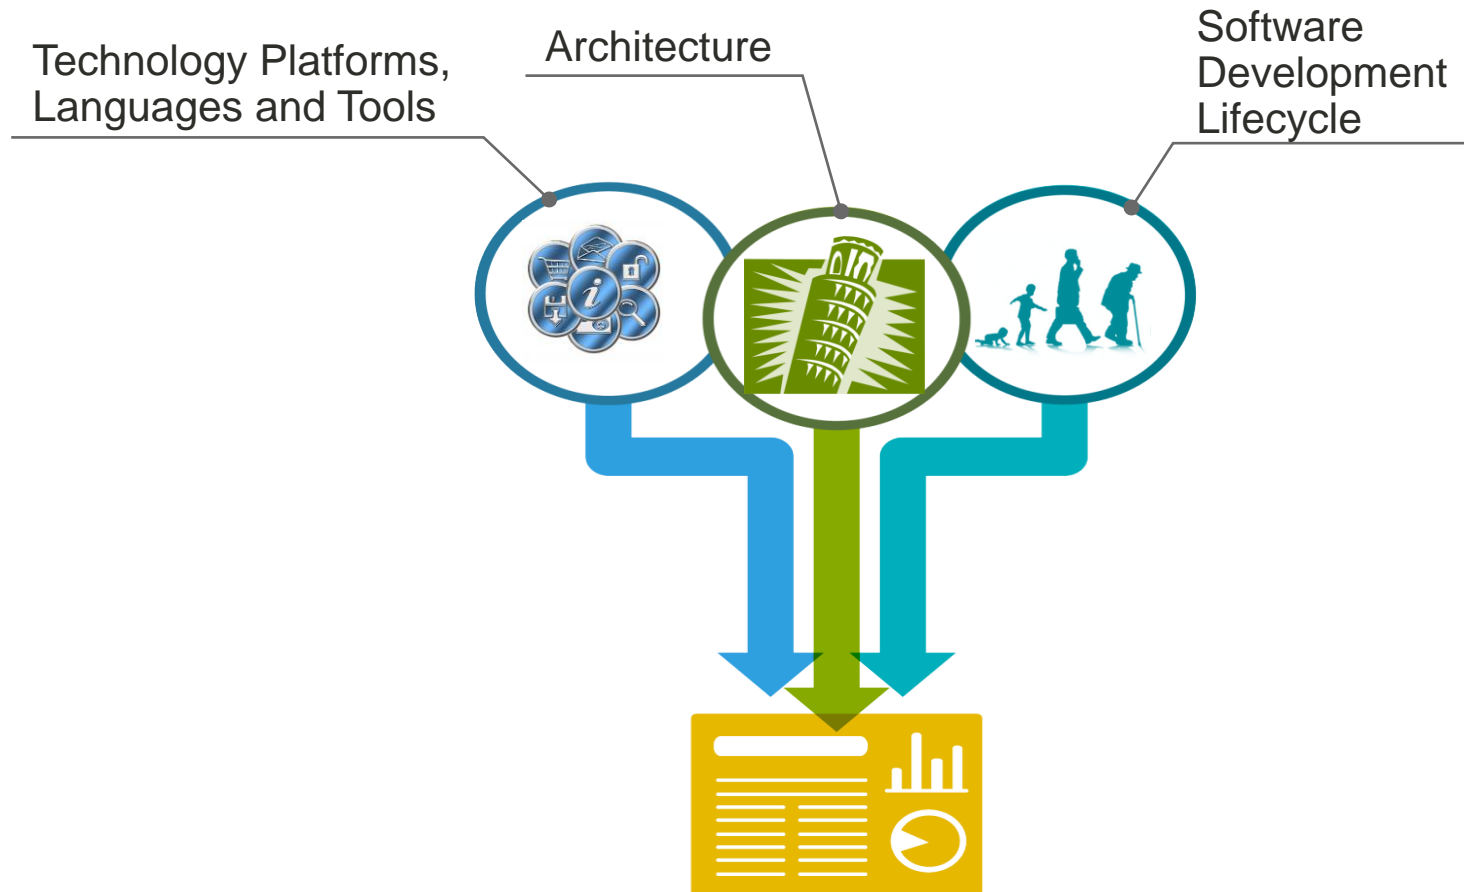 Technology Platforms,
Languages and Tools
Architecture
Software
Development
Lifecycle
i